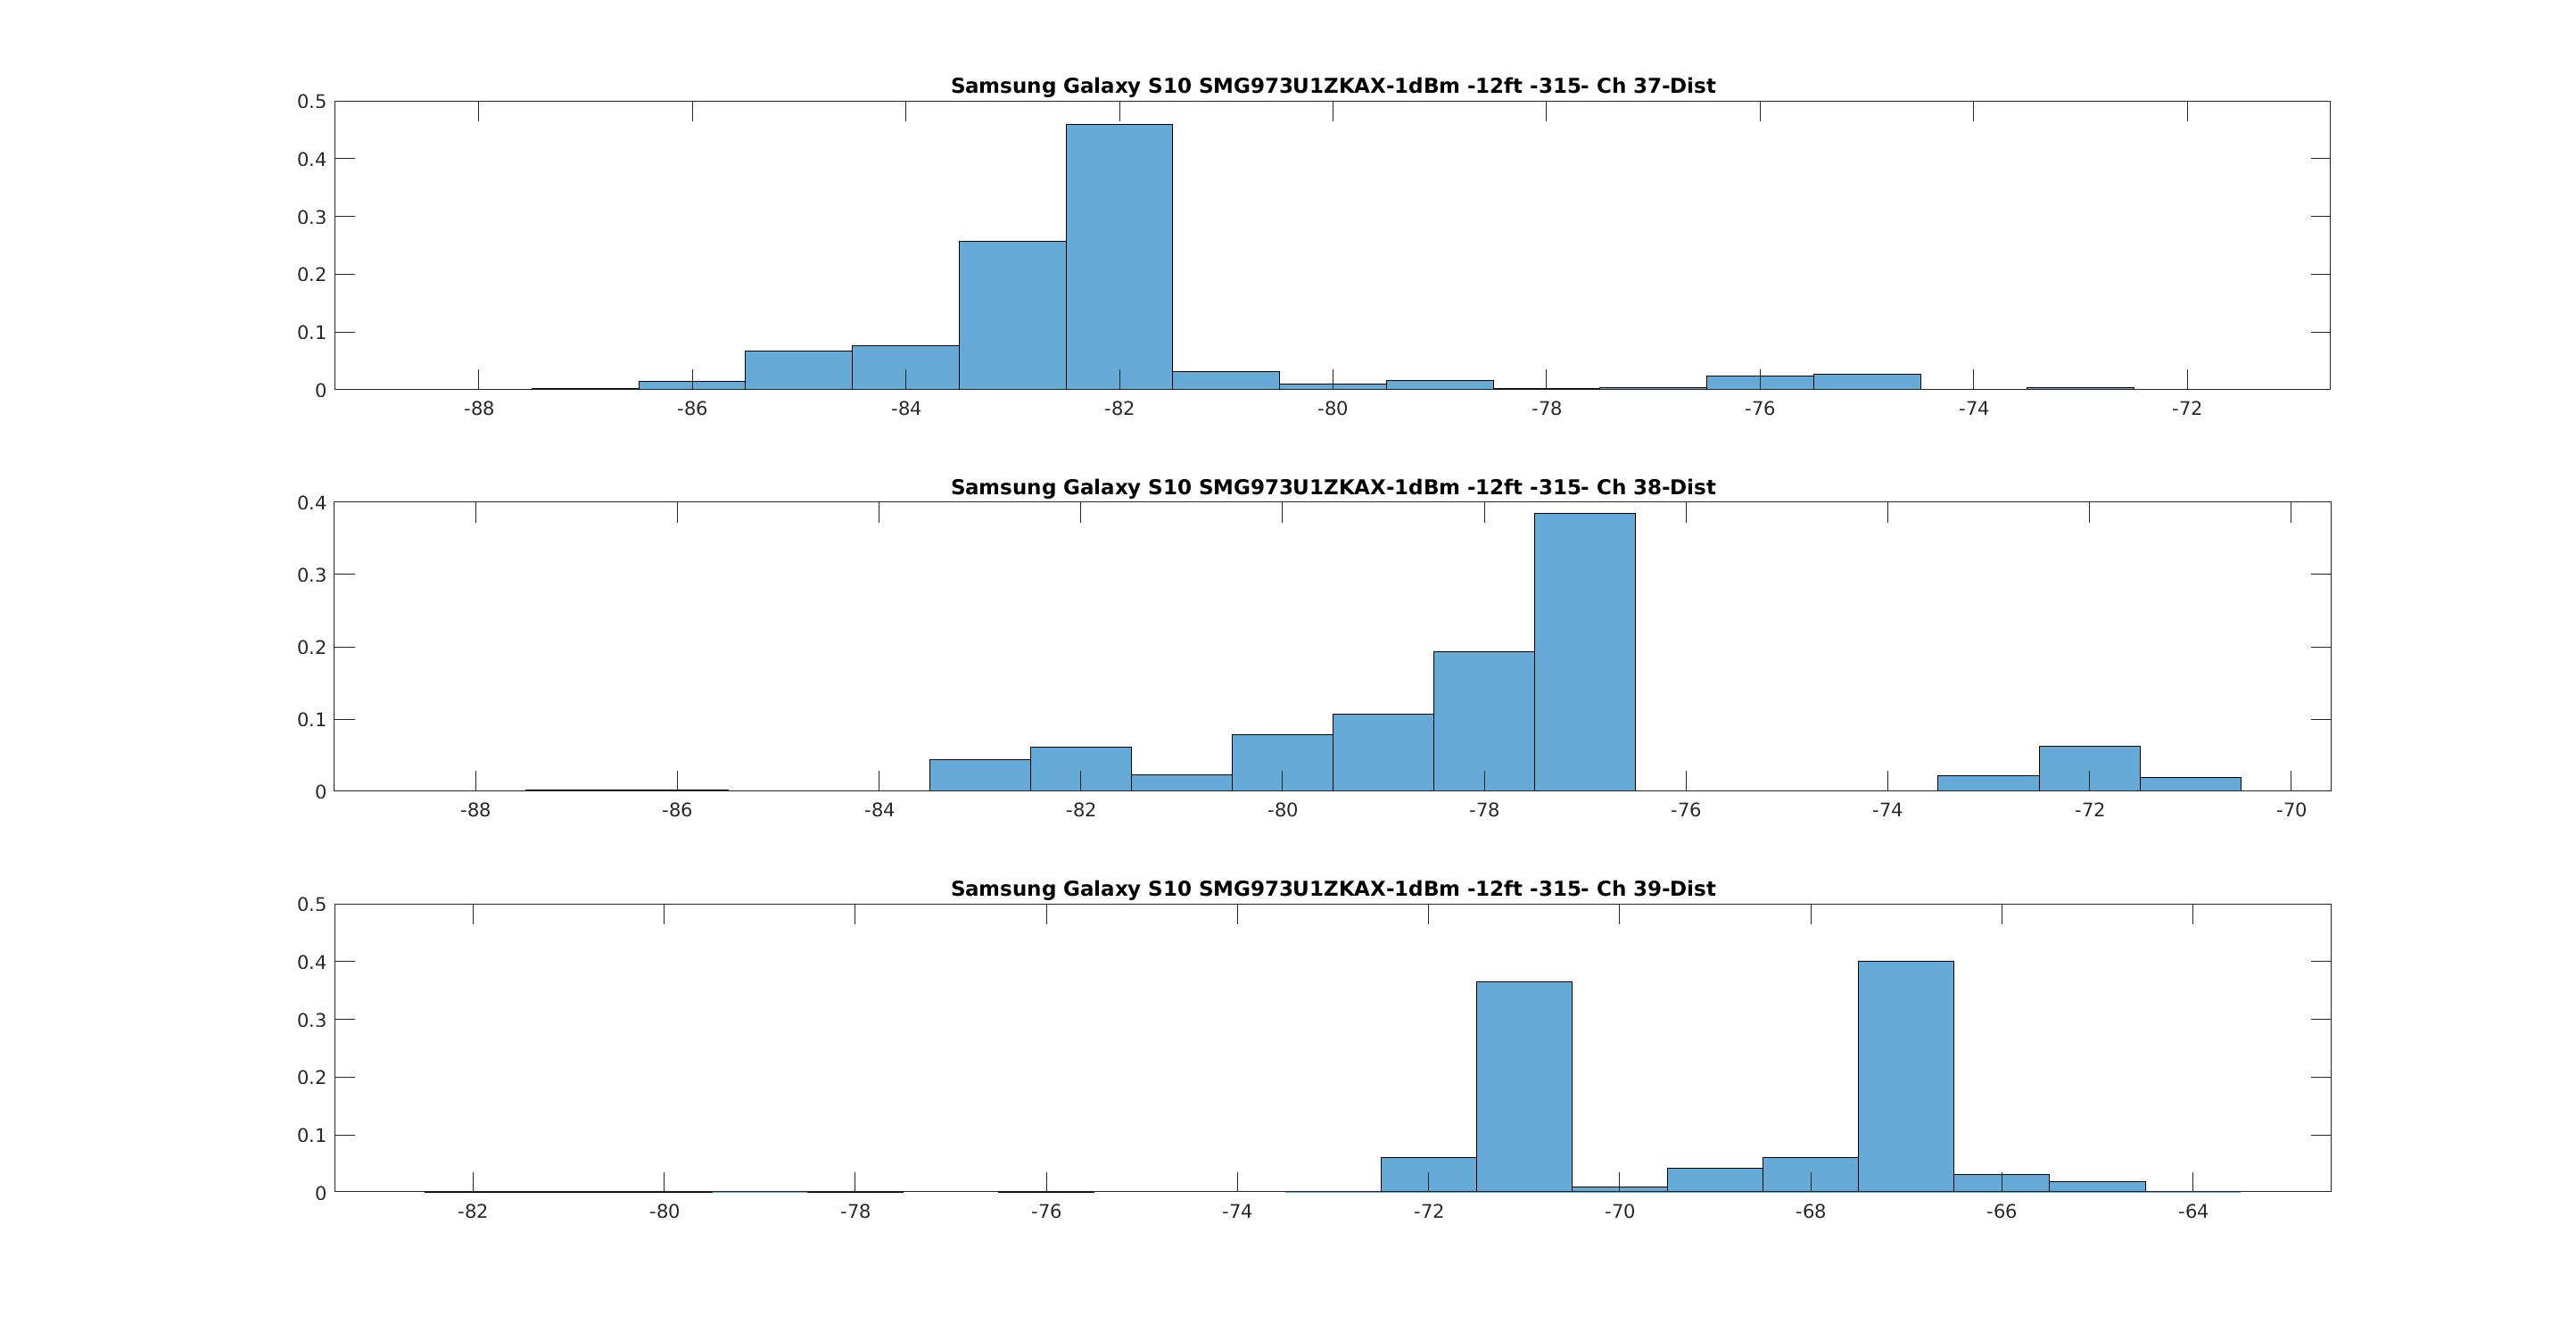 Samsung Galaxy S10 SMG973U1ZKAX-1dBm -12ft -315- Ch 37-Dist
0.5
0.4
0.3
0.2
0.1
0
-88 -86 -84 -82 -80 -78 -76 -74 -72
Samsung Galaxy S10 SMG973U1ZKAX-1dBm -12ft -315- Ch 38-Dist
0.4
0.3
0.2
0.1
0
-88 -86 -84 -82 -80 -78 -76 -74 -72 -70
Samsung Galaxy S10 SMG973U1ZKAX-1dBm -12ft -315- Ch 39-Dist
0.5
0.4
0.3
0.2
0.1
0
-82 -80 -78 -76 -74 -72 -70 -68 -66 -64